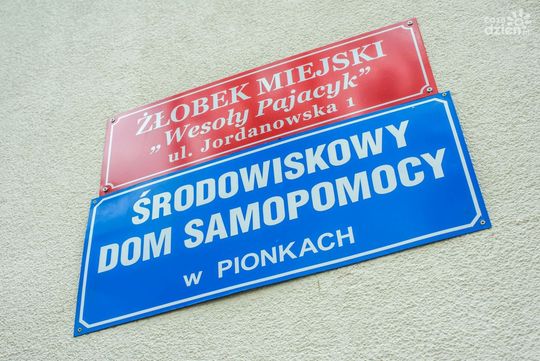 ŻŁOBEK MIEJSKI
„Wesoły Pajacyk”
ul. Jordanowska 1
ŚRODOWISKOWY
DOM SAMOPOMOCY
w PIONKACH